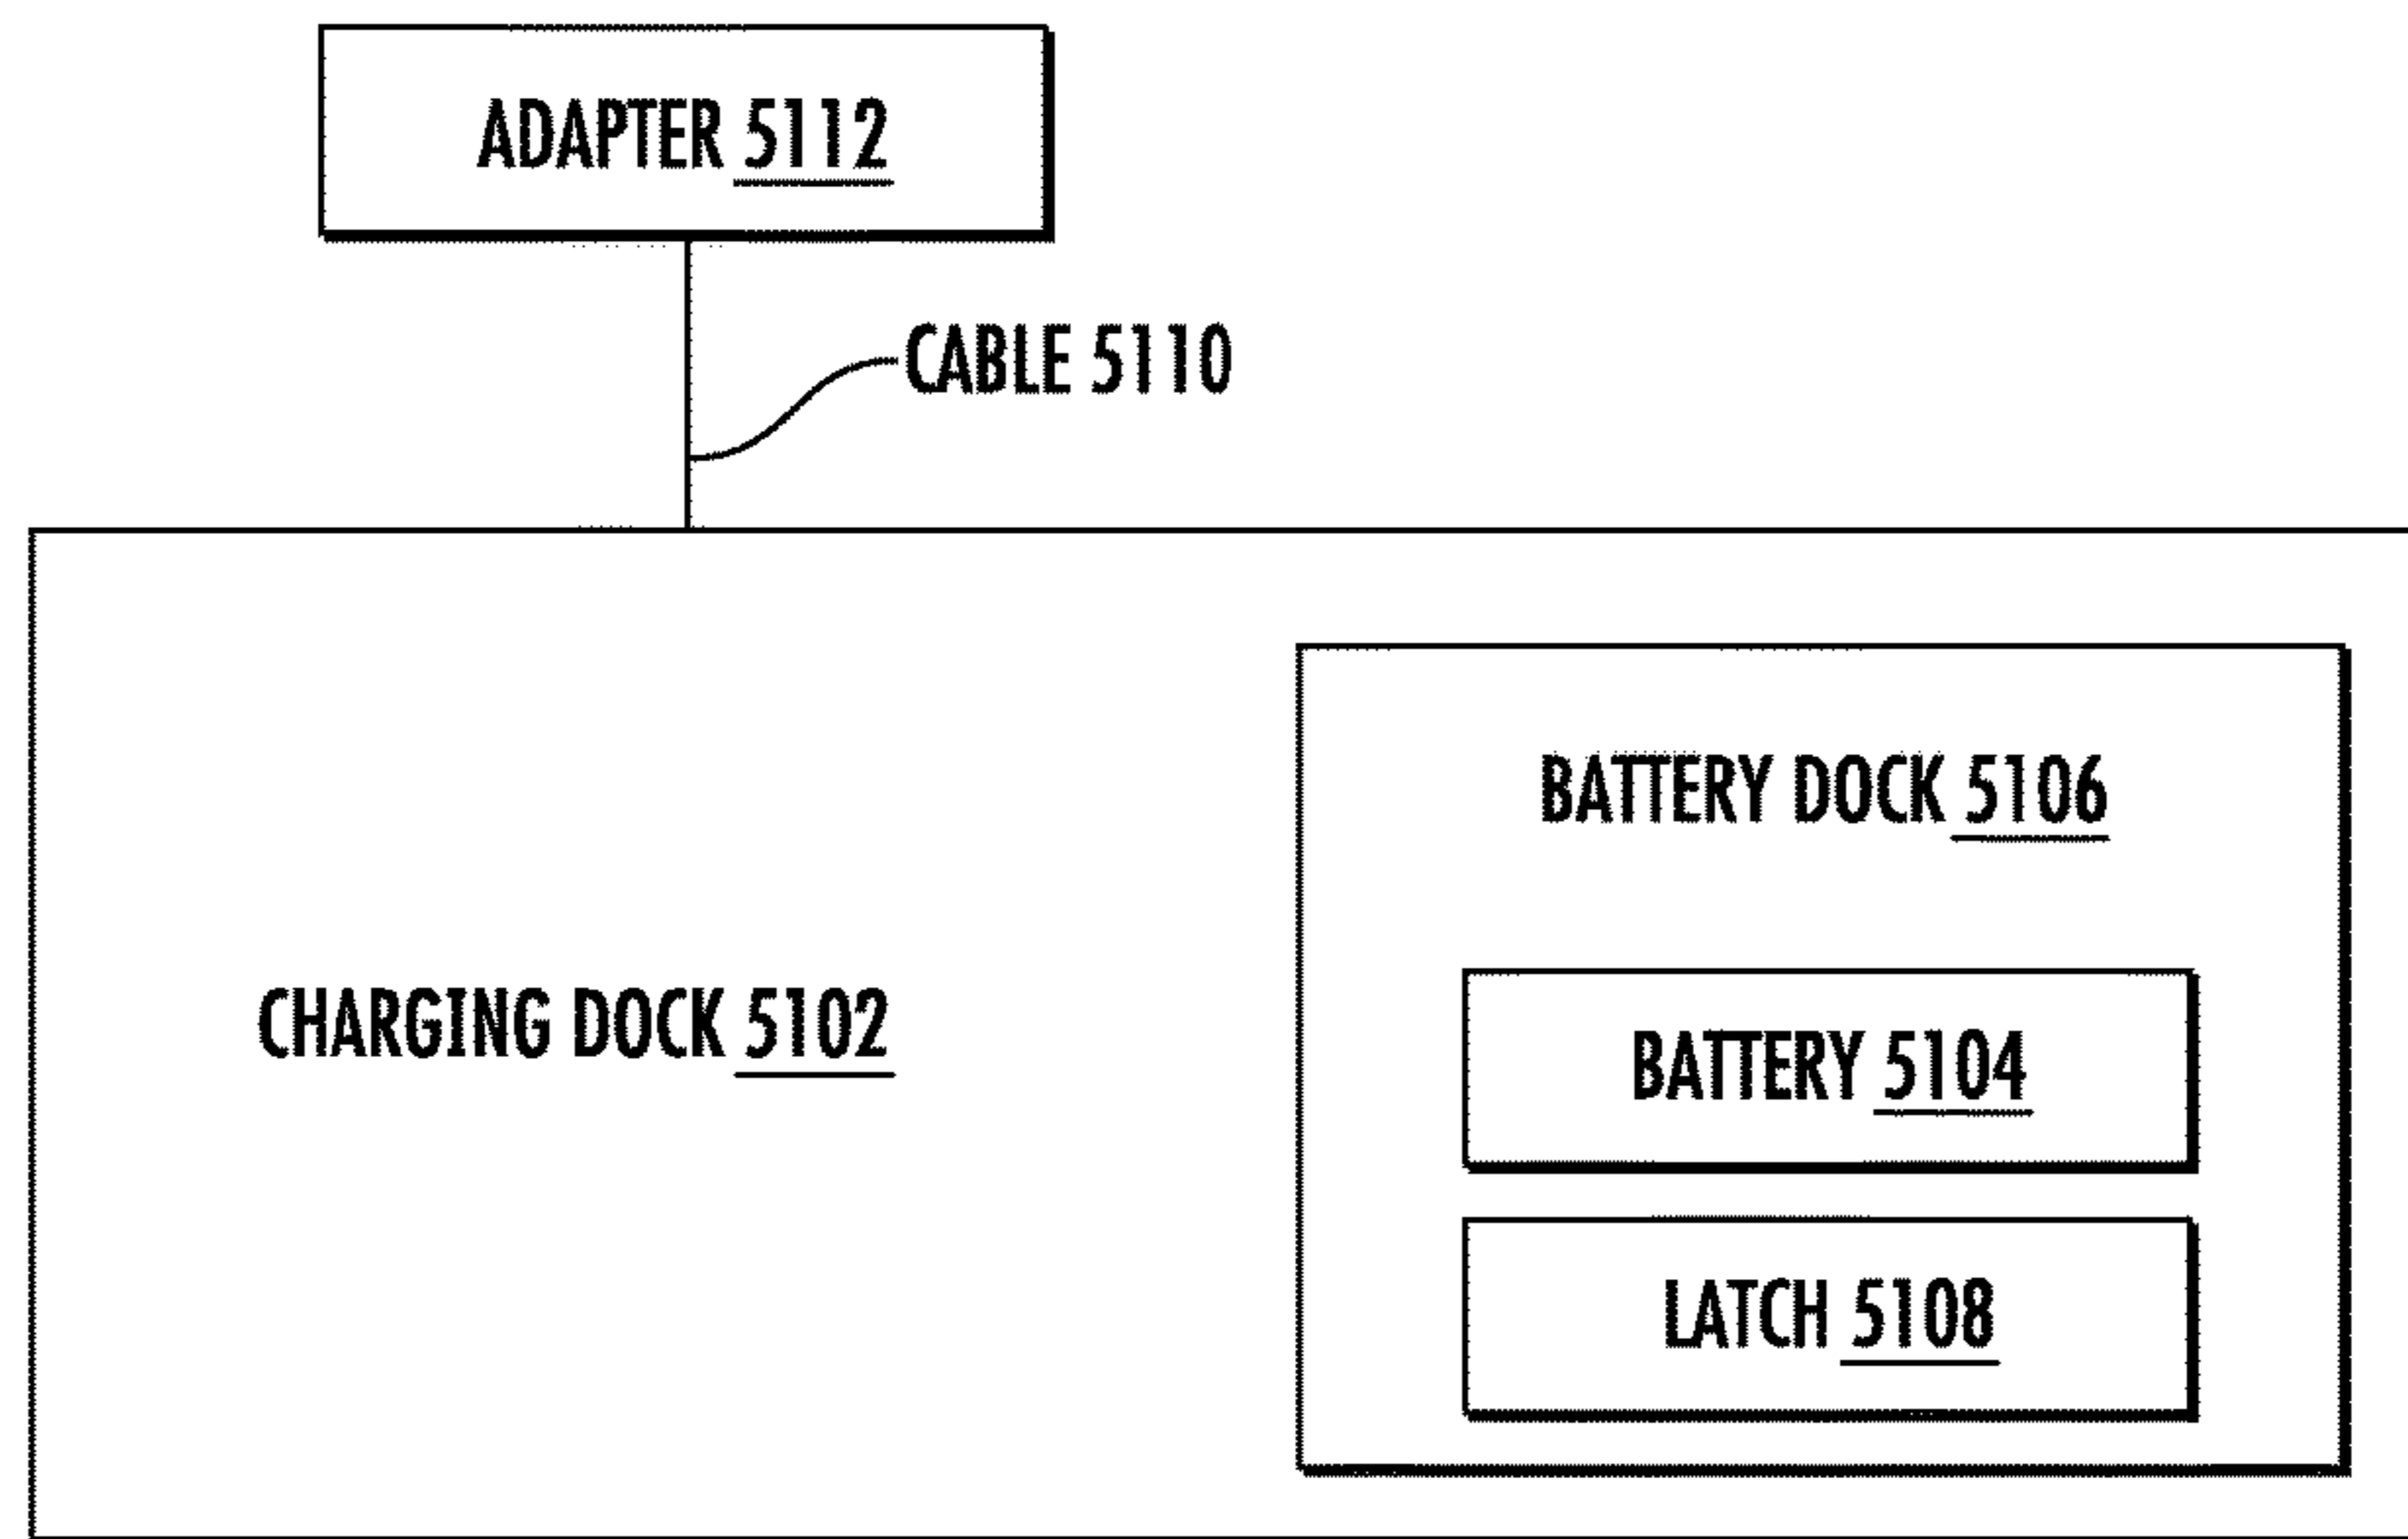 ADAPTER 5112
CABLE 5110
BATTERY DOCK 5106
CHARGING DOCK 5102
BATTERY 5104
LATCH 5108